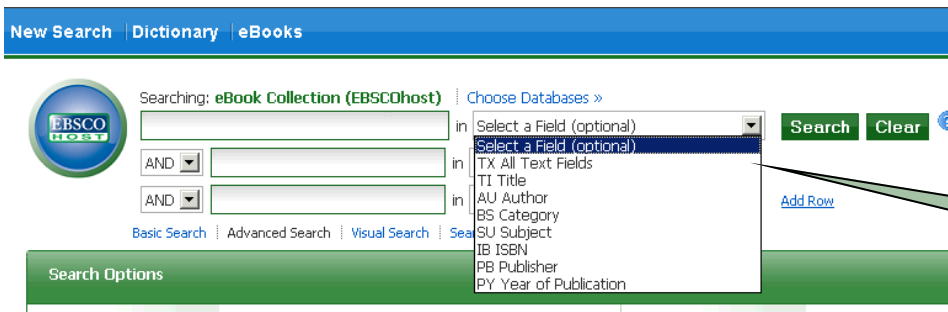 New Search Dictionary eBooks
Searching: eBook Collection (EBSCOhost) Choose Databases »
EBSCO
HOST
in Select a Field (optional) Search Clear
Select a Field (optional)
AND in TX All Text Fields
TI Title
AND in AU Author Add Row
BS Category
Basic Search Advanced Search Visual Search SU Subject
IB ISBN
Search Options
PB Publisher
PY Year of Publication